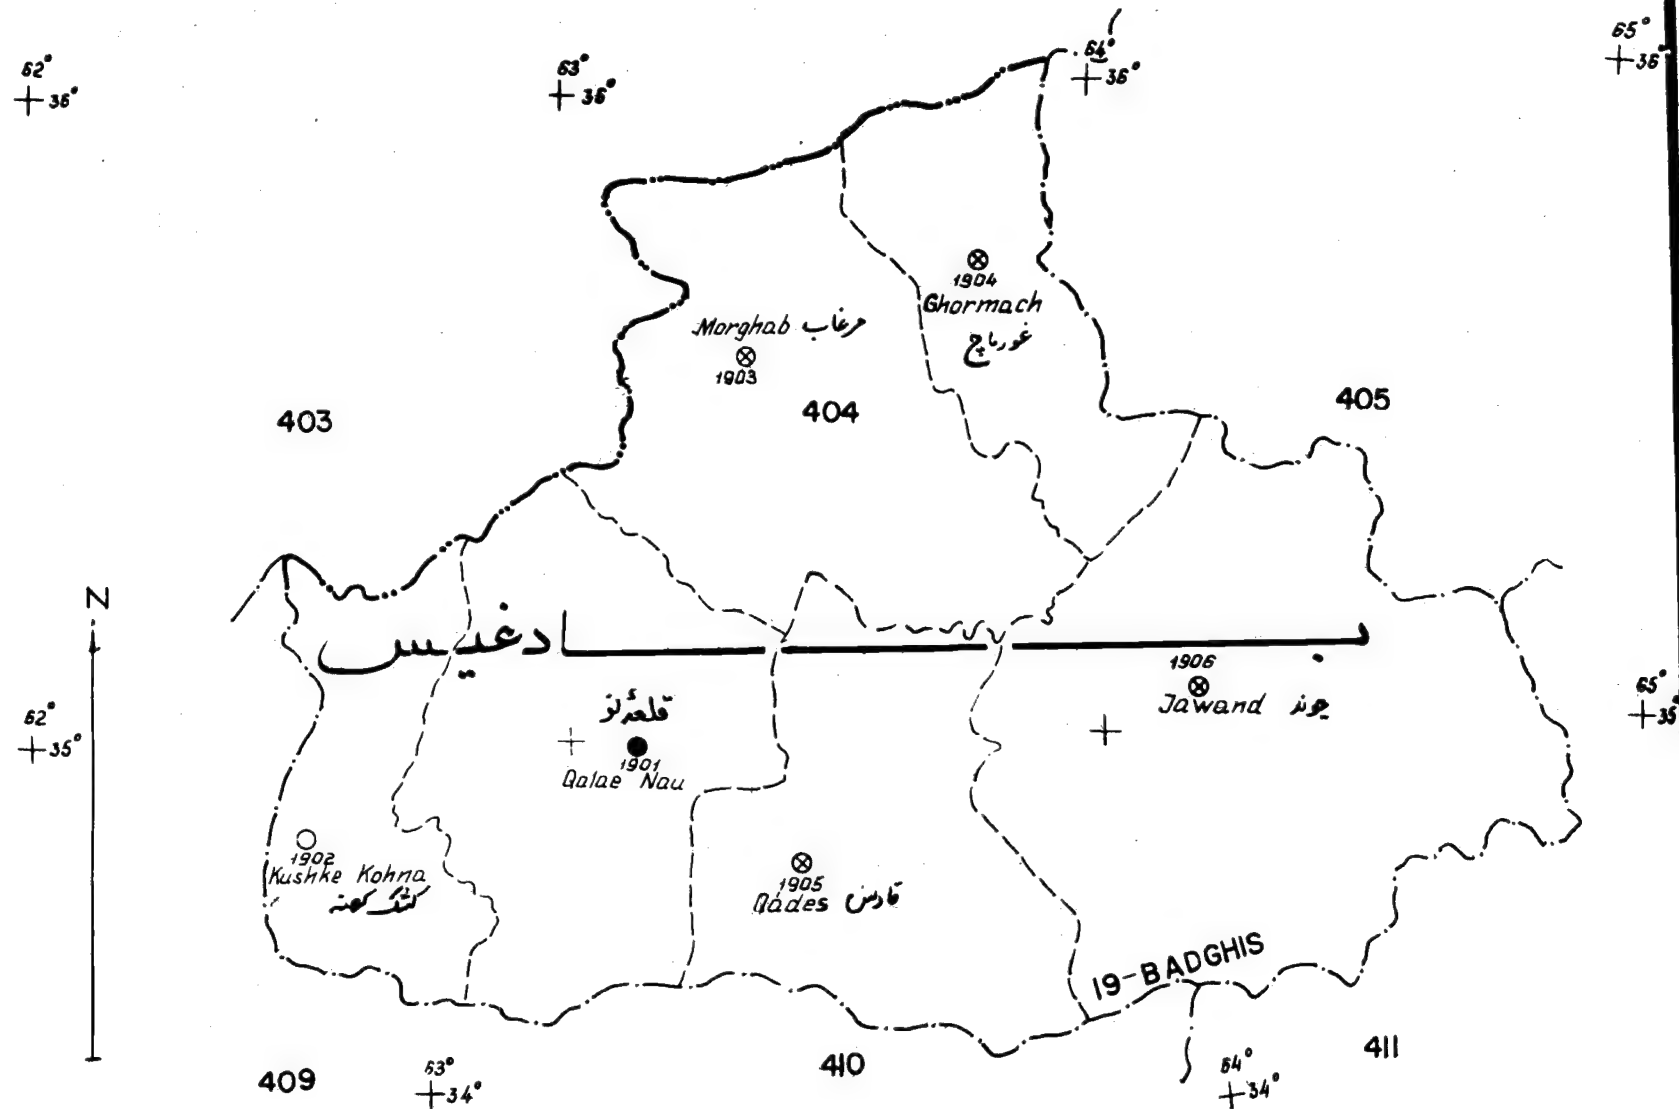 62°
36°
63°
36°
64°
36°
65°
36°
1904
Ghormach
غورماچ
Morghab مرغاب
1903
403
404
405
N
بادغیس
1906
Jawand جوند
قلعهٔ نو
1901
Qalae Nau
62°
35°
65°
35°
1902
Kushke Kohna
کشک کهنه
1905
Qādes قادس
19-BADGHIS
409
63°
34°
410
64°
34°
411